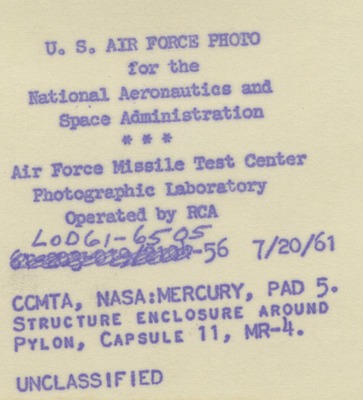 U. S. AIR FORCE PHOTO
for the
National Aeronautics and
Space Administration
* * *
Air Force Missile Test Center
Photographic Laboratory
Operated by RCA
LOD61-6505
-56 7/20/61
CCMTA, NASA:MERCURY, PAD 5.
STRUCTURE ENCLOSURE AROUND
PYLON, CAPSULE 11, MR-4.
UNCLASSIFIED